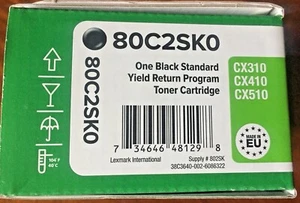 80C2SK0
80C2SK0
One Black Standard
Yield Return Program
Toner Cartridge
CX310
CX410
CX510
MADE IN
EU
104°F
40°C
7 34646 48129 8
Lexmark International
Supply # 802SK
38C3640-002-6086322